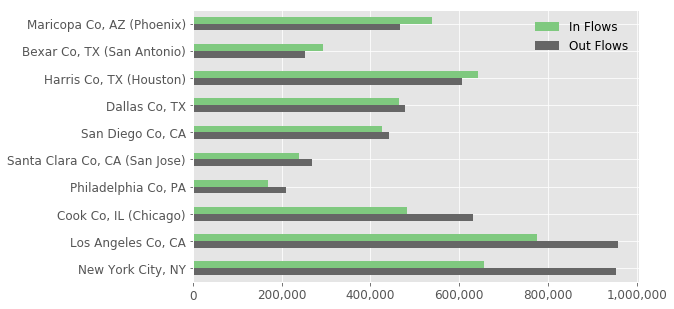 Maricopa Co, AZ (Phoenix)
Bexar Co, TX (San Antonio)
Harris Co, TX (Houston)
Dallas Co, TX
San Diego Co, CA
Santa Clara Co, CA (San Jose)
Philadelphia Co, PA
Cook Co, IL (Chicago)
Los Angeles Co, CA
New York City, NY
In Flows
Out Flows
0 200,000 400,000 600,000 800,000 1,000,000